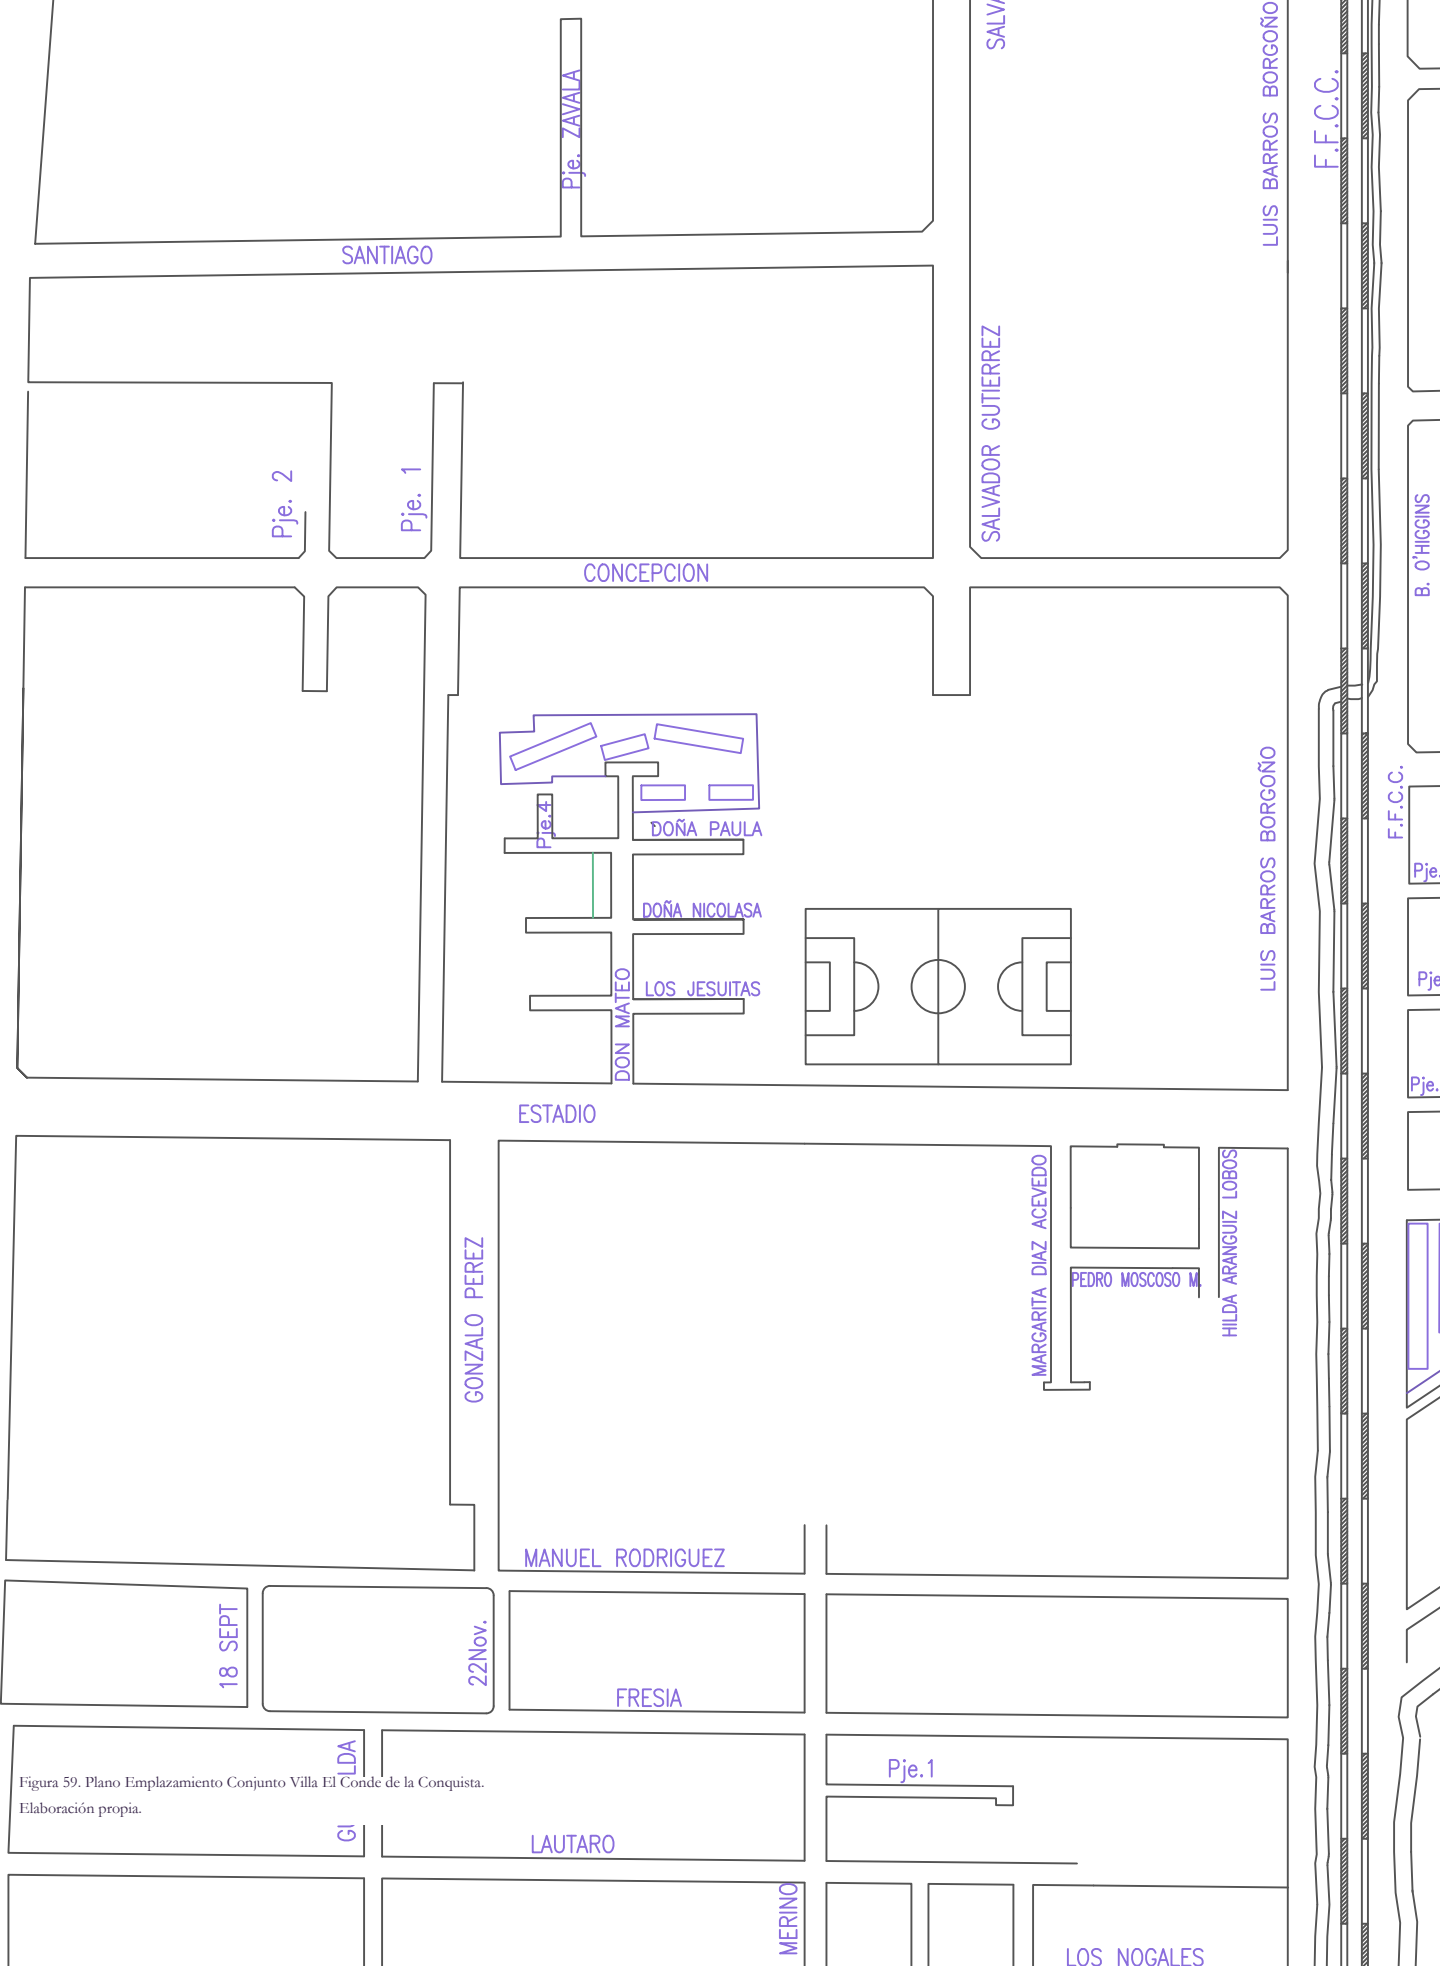 SALVA
LUIS BARROS BORGOÑO
F.F.C.C.
Pje. ZAVALA
SANTIAGO
SALVADOR GUTIERREZ
Pje. 2
Pje. 1
B. O'HIGGINS
CONCEPCION
LUIS BARROS BORGOÑO
F.F.C.C.
Pje.4
DOÑA PAULA
Pje.
DOÑA NICOLASA
LOS JESUITAS
DON MATEO
Pje
Pje.
ESTADIO
MARGARITA DIAZ ACEVEDO
HILDA ARANGUIZ LOBOS
GONZALO PEREZ
PEDRO MOSCOSO M.
MANUEL RODRIGUEZ
18 SEPT
22Nov.
FRESIA
LDA
Pje.1
Figura 59. Plano Emplazamiento Conjunto Villa El Conde de la Conquista.
Elaboración propia.
LAUTARO
MERINO
LOS NOGALES